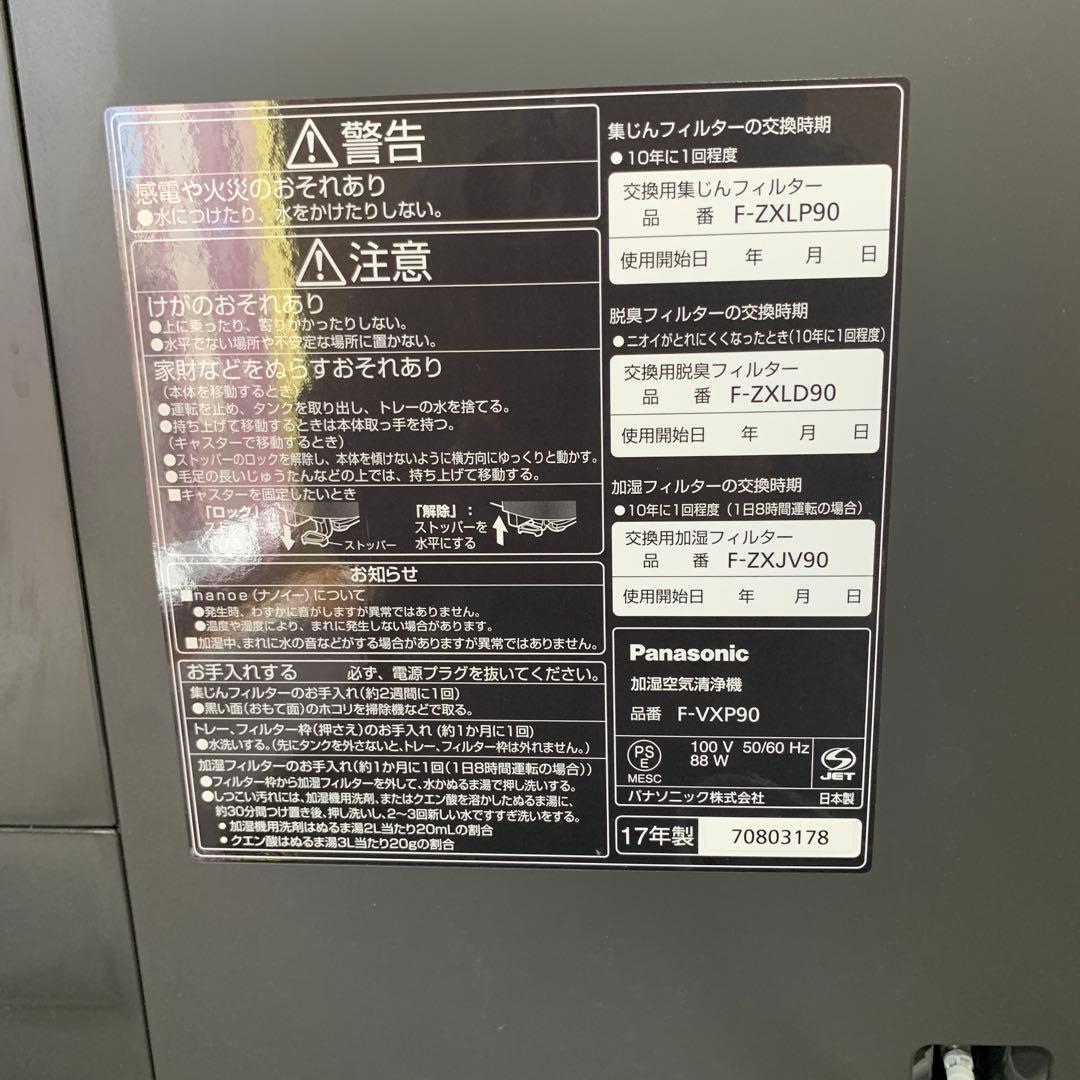 警告
感電や火災のおそれあり
●水につけたり、水をかけたりしない。
注意
けがのおそれあり
●上に乗ったり、寄りかかったりしない。
●水平でない場所や不安定な場所に置かない。
家財などをぬらすおそれあり
(本体を移動するとき)
●運転を止め、タンクを取り出し、トレーの水を捨てる。
●持ち上げて移動するときは本体取っ手を持つ。
(キャスターで移動するとき)
●ストッパーのロックを解除し、本体を傾けないように横方向にゆっくりと動かす。
●毛足の長いじゅうたんなどの上では、持ち上げて移動する。
■キャスターを固定したいとき
「ロック」:
ストッパーを
ストッパー
「解除」:
ストッパーを
水平にする
お知らせ
■nanoe(ナノイー)について
●発生時、わずかに音がしますが異常ではありません。
●温度や湿度により、まれに発生しない場合があります。
■加湿中、まれに水の音などがする場合がありますが異常ではありません。
お手入れする 必ず、電源プラグを抜いてください。
集じんフィルターのお手入れ(約2週間に1回)
●黒い面(おもて面)のホコリを掃除機などで取る。
トレー、フィルター枠(押さえ)のお手入れ(約1か月に1回)
●水洗いする。(先にタンクを外さないと、トレー、フィルター枠は外れません。)
加湿フィルターのお手入れ(約1か月に1回(1日8時間運転の場合))
●フィルター枠から加湿フィルターを外して、水かぬるま湯で押し洗いする。
●しつこい汚れには、加湿機用洗剤、またはクエン酸を溶かしたぬるま湯に、
約30分間つけ置き後、押し洗いし、2〜3回新しい水ですすぎ洗いをする。
●加湿機用洗剤はぬるま湯2L当たり20mLの割合
●クエン酸はぬるま湯3L当たり20gの割合
集じんフィルターの交換時期
●10年に1回程度
交換用集じんフィルター
品 番 F-ZXLP90
使用開始日 年 月 日
脱臭フィルターの交換時期
●ニオイがとれにくくなったとき(10年に1回程度)
交換用脱臭フィルター
品 番 F-ZXLD90
使用開始日 年 月 日
加湿フィルターの交換時期
●10年に1回程度(1日8時間運転の場合)
交換用加湿フィルター
品 番 F-ZXJV90
使用開始日 年 月 日
Panasonic
加湿空気清浄機
品番 F-VXP90
PS
E
MESC
100 V 50/60 Hz
88 W
JET
パナソニック株式会社 日本製
17年製 70803178